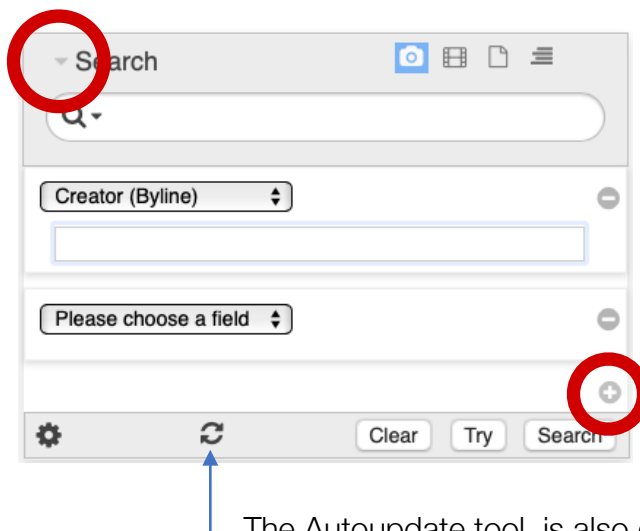 Search
Creator (Byline)
Please choose a field
Clear Try Search
The Autoupdate tool is also